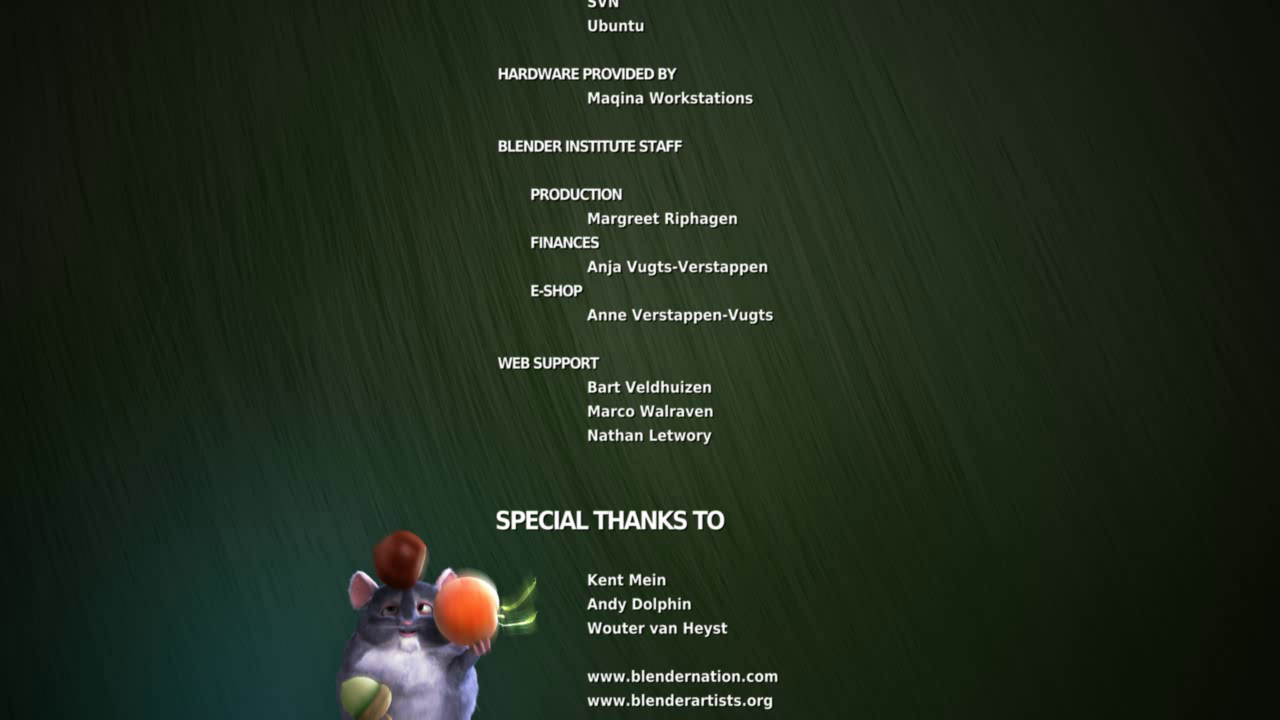 SVN
Ubuntu
HARDWARE PROVIDED BY
Maqina Workstations
BLENDER INSTITUTE STAFF
PRODUCTION
Margreet Riphagen
FINANCES
Anja Vugts-Verstappen
E-SHOP
Anne Verstappen-Vugts
WEB SUPPORT
Bart Veldhuizen
Marco Walraven
Nathan Letwory
SPECIAL THANKS TO
Kent Mein
Andy Dolphin
Wouter van Heyst
www.blendernation.com
www.blenderartists.org